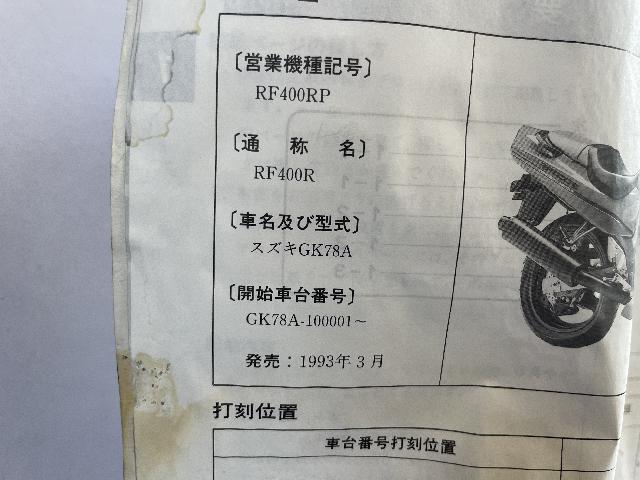 〔営業機種記号〕
RF400RP
〔通称名〕
RF400R
〔車名及び型式〕
スズキGK78A
〔開始車台番号〕
GK78A-100001～
発売：1993年3月
打刻位置
車台番号打刻位置